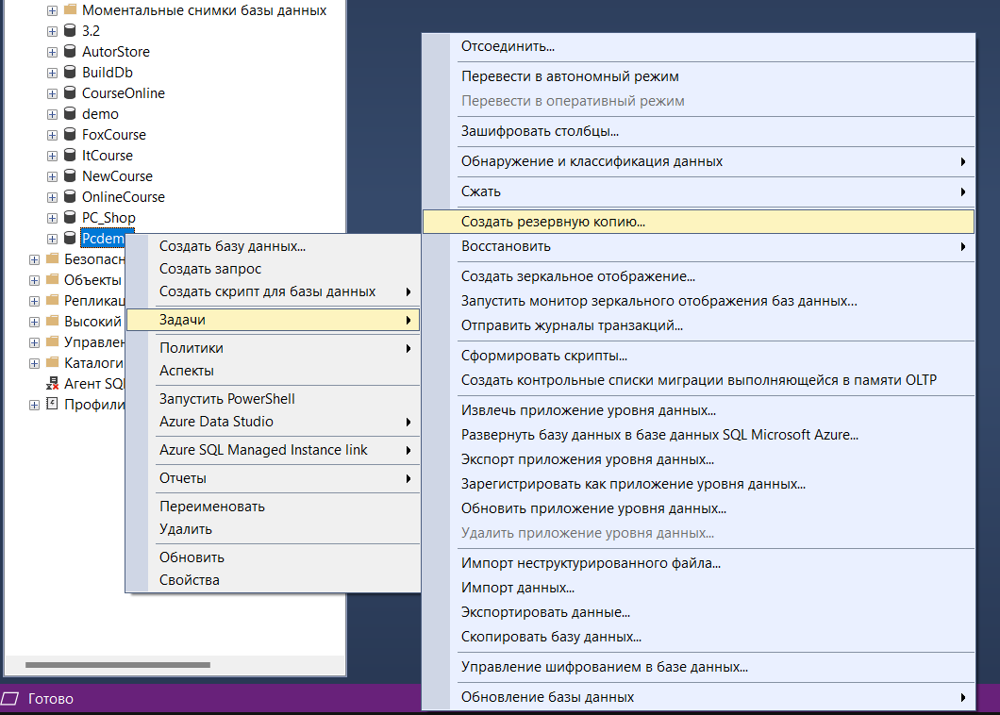 Моментальные снимки базы данных
3.2
AutorStore
BuildDb
CourseOnline
demo
FoxCourse
ItCourse
NewCourse
OnlineCourse
PC_Shop
Pcdem
Безопасн
Объекты
Репликац
Высокий
Управлен
Каталоги
Агент SQ
Профили
Создать базу данных...
Создать запрос
Создать скрипт для базы данных
Задачи
Политики
Аспекты
Запустить PowerShell
Azure Data Studio
Azure SQL Managed Instance link
Отчеты
Переименовать
Удалить
Обновить
Свойства
Отсоединить...
Перевести в автономный режим
Перевести в оперативный режим
Зашифровать столбцы...
Обнаружение и классификация данных
Сжать
Создать резервную копию...
Восстановить
Создать зеркальное отображение...
Запустить монитор зеркального отображения баз данных...
Отправить журналы транзакций...
Сформировать скрипты...
Создать контрольные списки миграции выполняющейся в памяти OLTP
Извлечь приложение уровня данных...
Развернуть базу данных в базе данных SQL Microsoft Azure...
Экспорт приложения уровня данных...
Зарегистрировать как приложение уровня данных...
Обновить приложение уровня данных...
Удалить приложение уровня данных...
Импорт неструктурированного файла...
Импорт данных...
Экспортировать данные...
Скопировать базу данных...
Управление шифрованием в базе данных...
Обновление базы данных
Готово